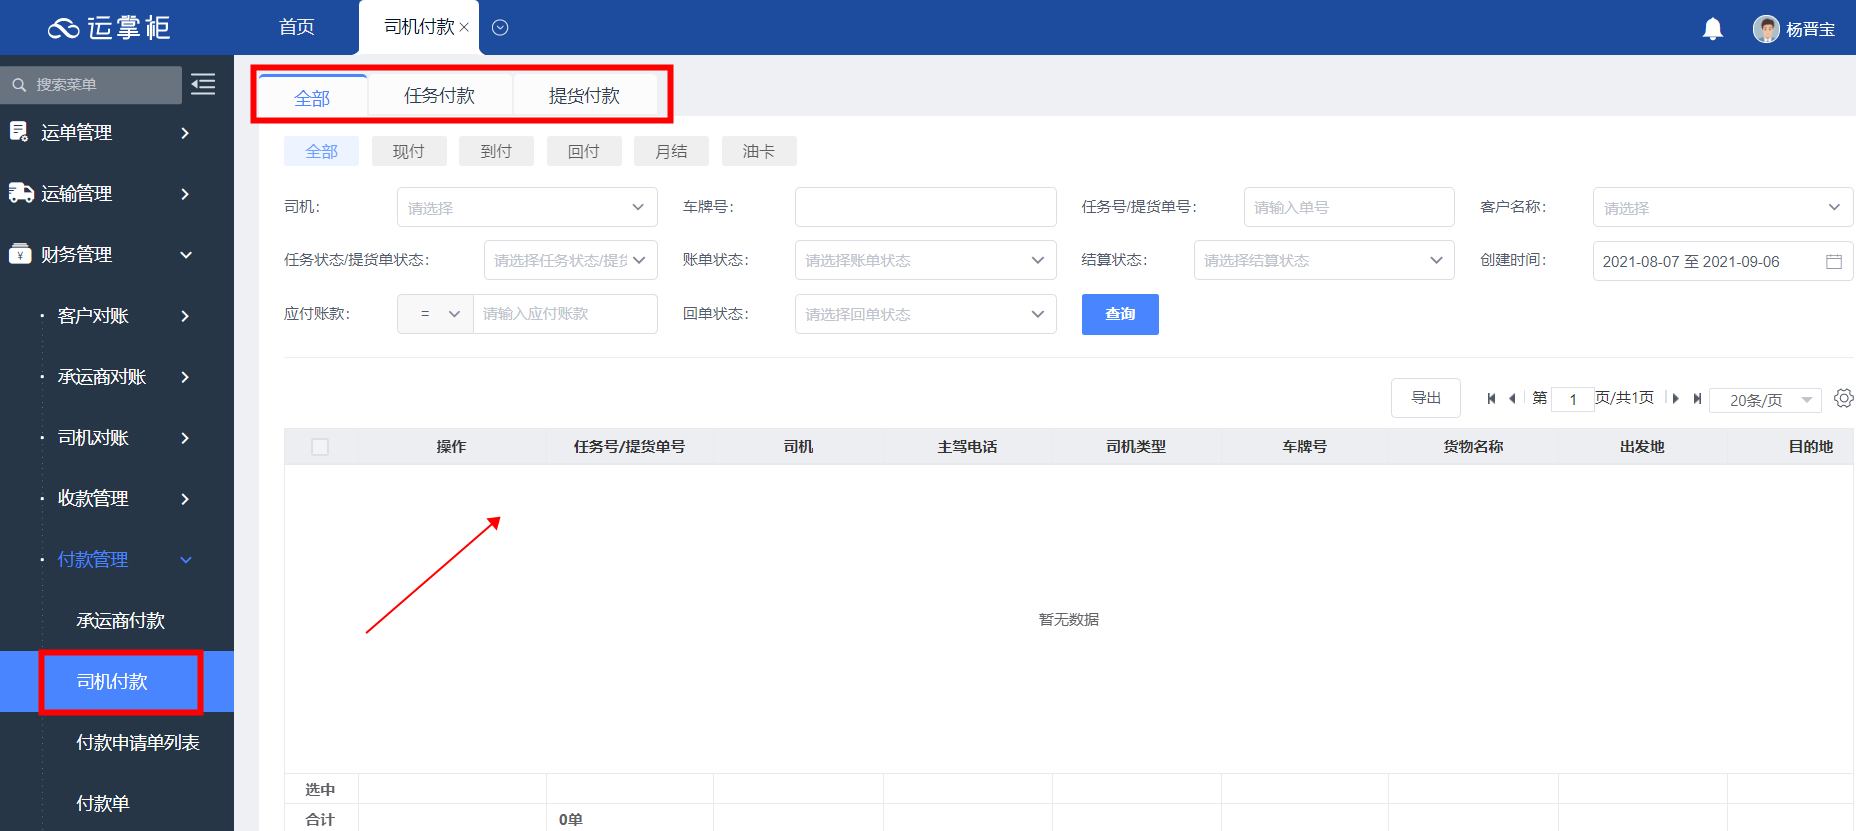 运掌柜
首页
司机付款
杨晋宝
搜索菜单
运单管理
运输管理
财务管理
客户对账
承运商对账
司机对账
收款管理
付款管理
承运商付款
司机付款
付款申请单列表
付款单
全部 任务付款 提货付款
全部 现付 到付 回付 月结 油卡
司机: 请选择 车牌号: 任务号/提货单号: 请输入单号 客户名称: 请选择
任务状态/提货单状态: 请选择任务状态/提货 账单状态: 请选择账单状态 结算状态: 请选择结算状态 创建时间: 2021-08-07 至 2021-09-06
应付账款: = 请输入应付账款 回单状态: 请选择回单状态 查询
导出 第 1 页/共1页 20条/页
操作 任务号/提货单号 司机 主驾电话 司机类型 车牌号 货物名称 出发地 目的地
暂无数据
选中
合计 0单